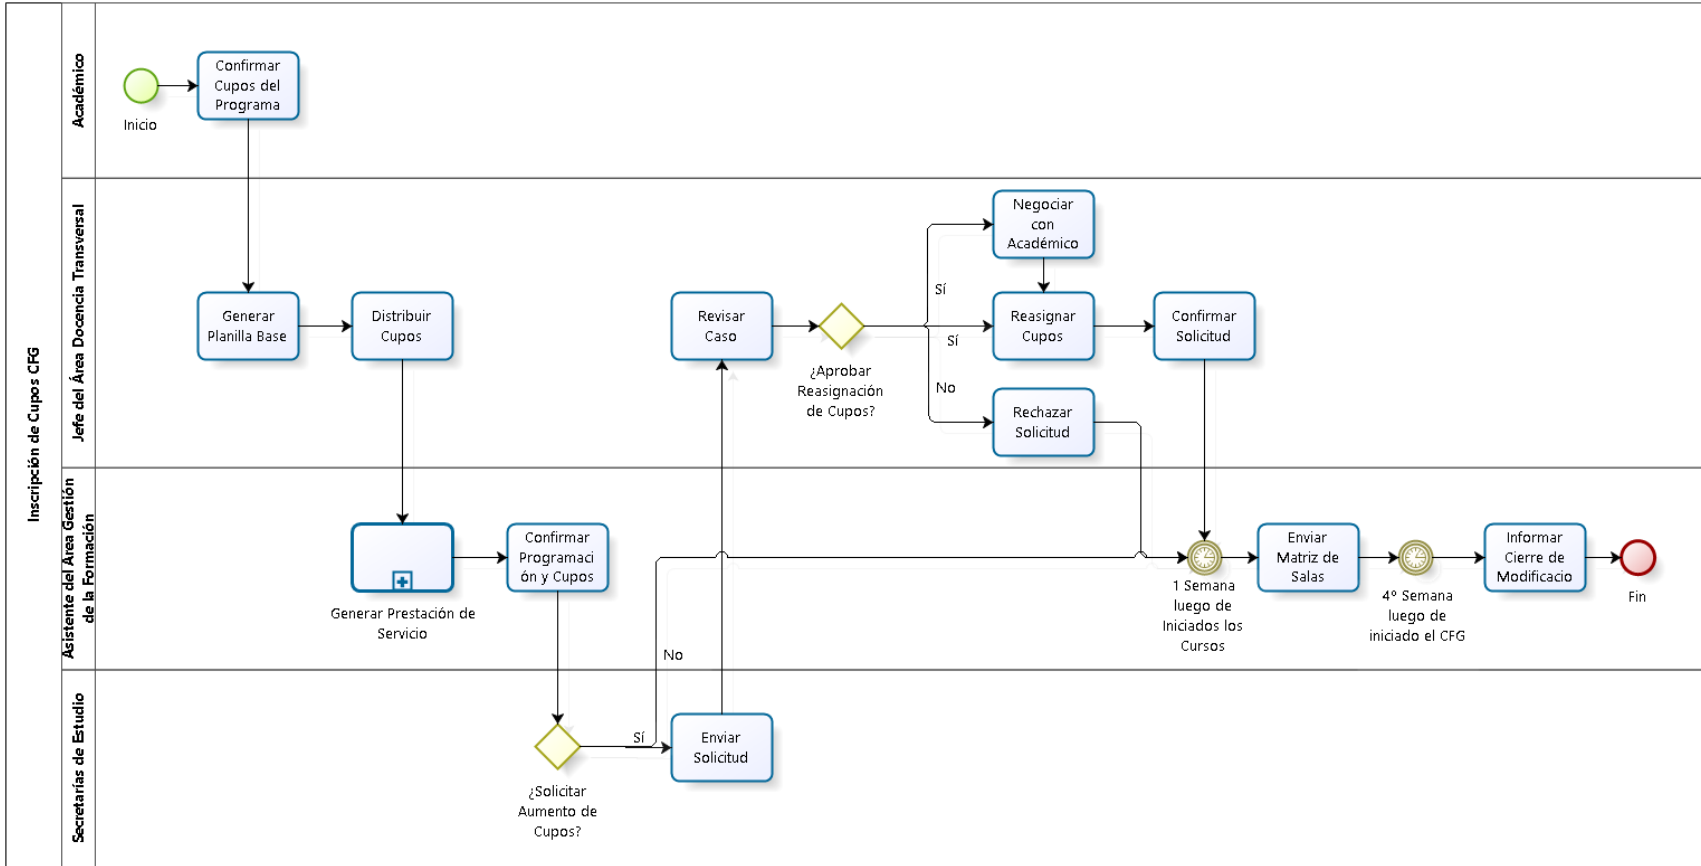 Inscripción de Cupos CFG
Académico
Inicio
Confirmar
Cupos del
Programa
Jefe del Área Docencia Transversal
Generar
Planilla Base
Distribuir
Cupos
Revisar
Caso
¿Aprobar
Reasignación
de Cupos?
Sí
Sí
No
Negociar
con
Académico
Reasignar
Cupos
Confirmar
Solicitud
Rechazar
Solicitud
Asistente del Area Gestión
de la Formación
Generar Prestación de
Servicio
Confirmar
Programaci
ón y Cupos
1 Semana
luego de
Iniciados los
Cursos
Enviar
Matriz de
Salas
4º Semana
luego de
iniciado el CFG
Informar
Cierre de
Modificacio
Fin
No
Secretarías de Estudio
¿Solicitar
Aumento de
Cupos?
Sí
Enviar
Solicitud